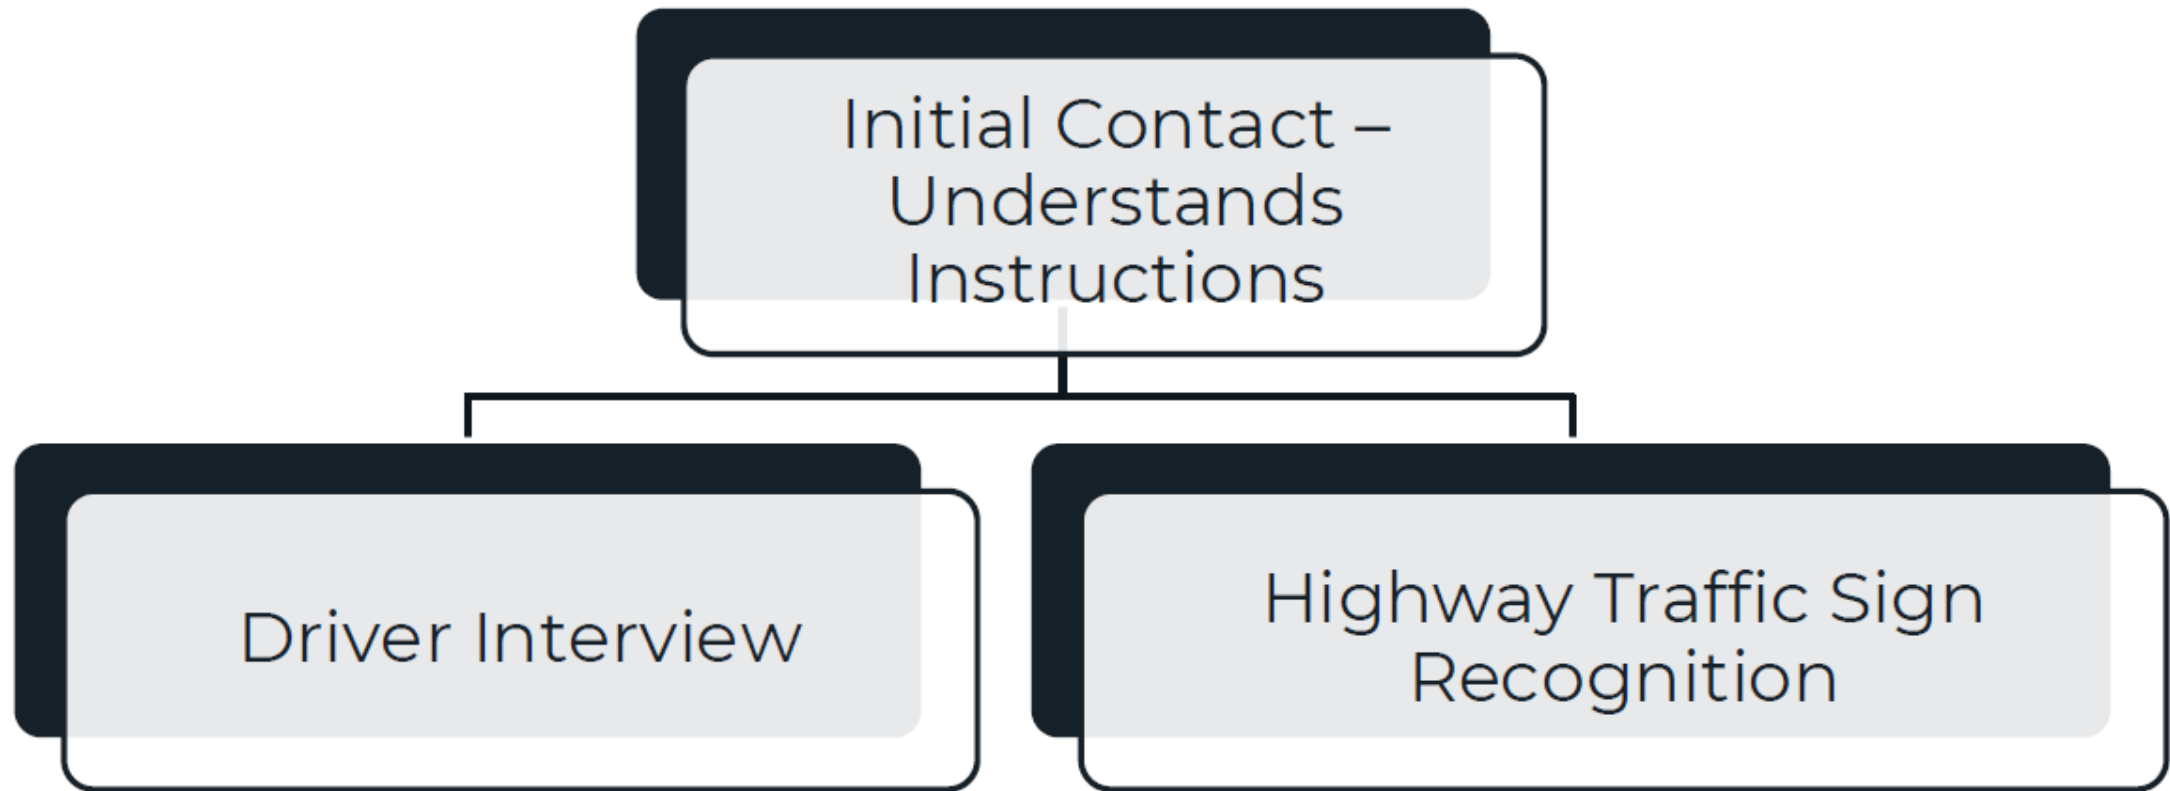 Initial Contact –
Understands
Instructions
Driver Interview
Highway Traffic Sign
Recognition